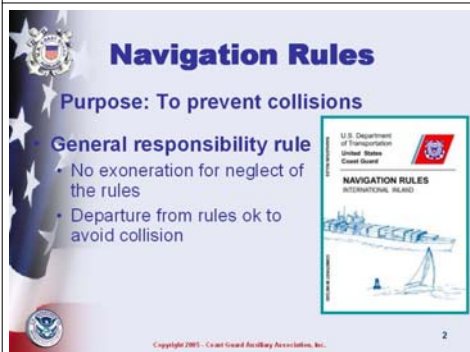 Navigation Rules
Purpose: To prevent collisions
• General responsibility rule
• No exoneration for neglect of
the rules
• Departure from rules ok to
avoid collision
U.S. Department
of Transportation
United States
Coast Guard
NAVIGATION RULES
INTERNATIONAL INLAND
Copyright 2005 - Coast Guard Auxiliary Association, Inc.
2